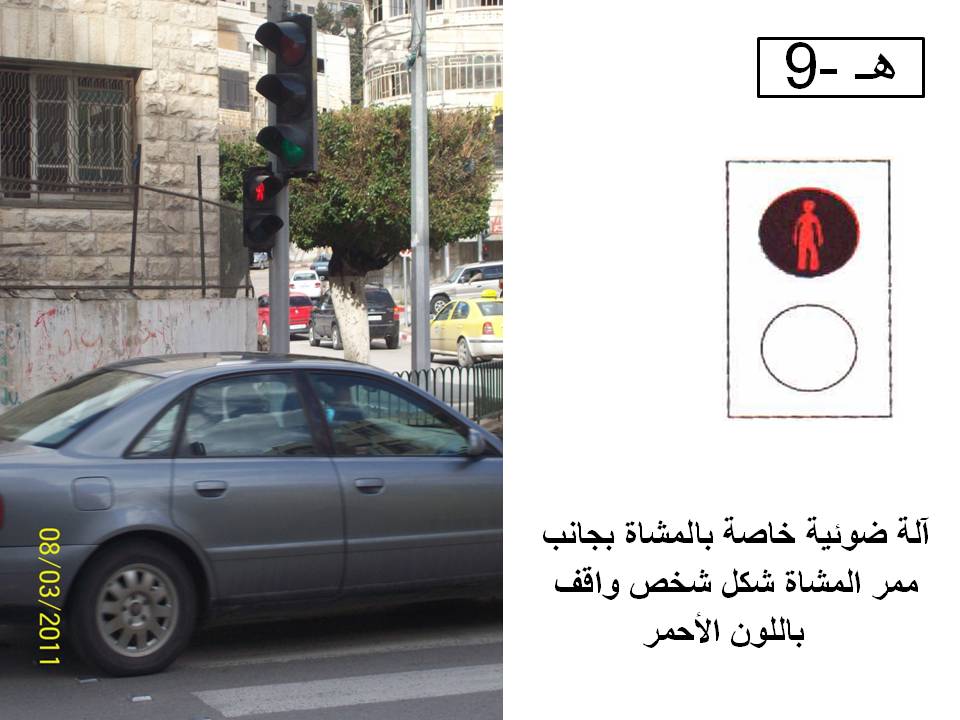 هـ -9
آلة ضوئية خاصة بالمشاة بجانب
ممر المشاة شكل شخص واقف
باللون الأحمر
08/03/2011